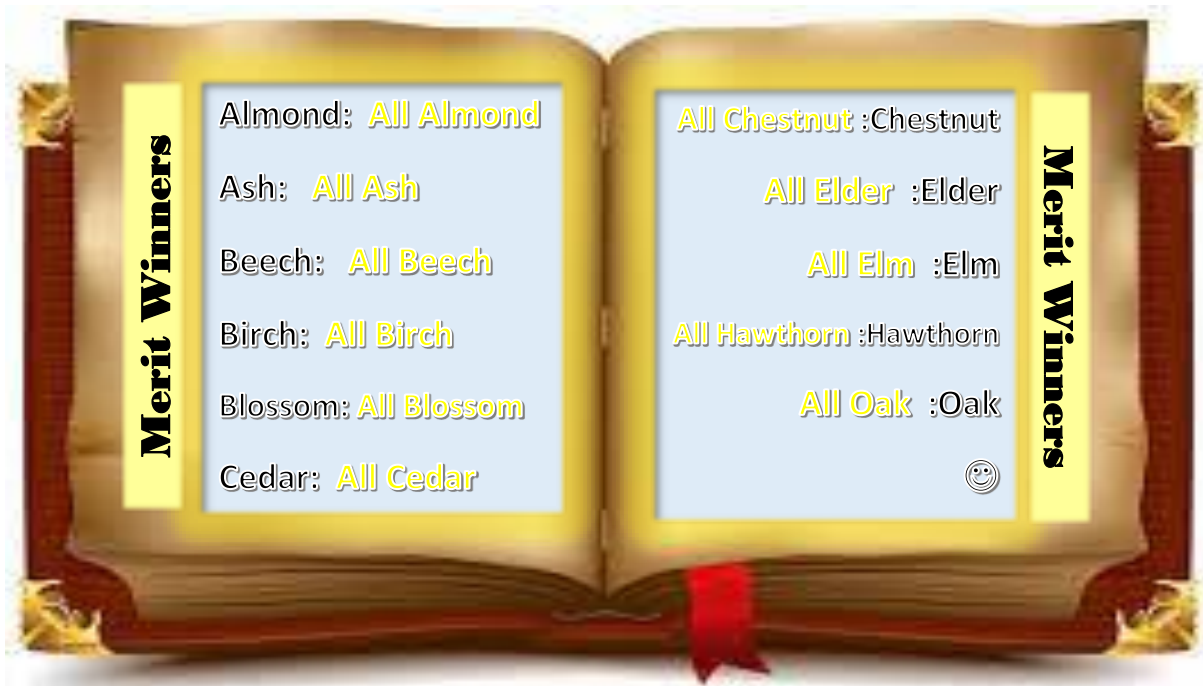 Merit Winners
Almond: All Almond
Ash: All Ash
Beech: All Beech
Birch: All Birch
Blossom: All Blossom
Cedar: All Cedar
All Chestnut :Chestnut
All Elder :Elder
All Elm :Elm
All Hawthorn :Hawthorn
All Oak :Oak
☺
Merit Winners